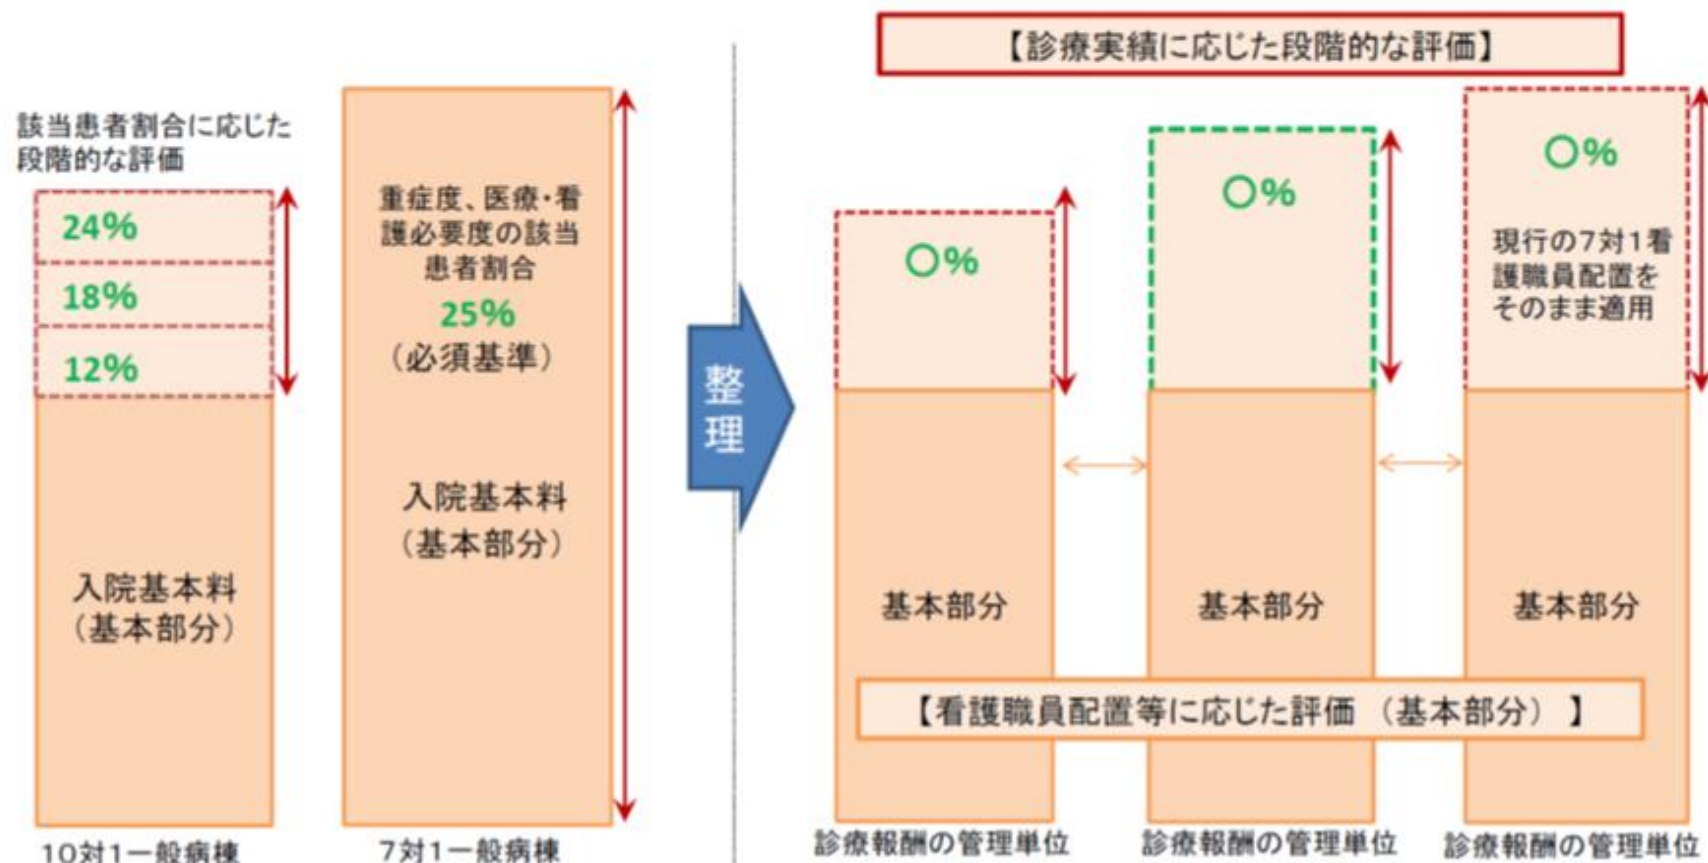 該当患者割合に応じた
段階的な評価
24%
18%
12%
入院基本料
（基本部分）
10対1一般病棟
重症度、医療・看
護必要度の該当
患者割合
25%
（必須基準）
入院基本料
（基本部分）
7対1一般病棟
整
理
【診療実績に応じた段階的な評価】
〇%
〇%
〇%
現行の7対1看
護職員配置を
そのまま適用
基本部分
基本部分
基本部分
【看護職員配置等に応じた評価 （基本部分） 】
診療報酬の管理単位
診療報酬の管理単位
診療報酬の管理単位